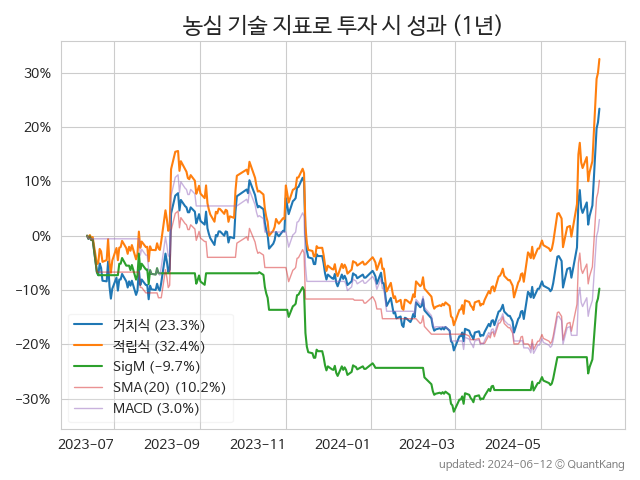 농심 기술 지표로 투자 시 성과 (1년)
30%
20%
10%
0%
−10%
−20%
−30%
거치식 (23.3%)
적립식 (32.4%)
SigM (−9.7%)
SMA(20) (10.2%)
MACD (3.0%)
2023-07 2023-09 2023-11 2024-01 2024-03 2024-05
updated: 2024-06-12 © QuantKang